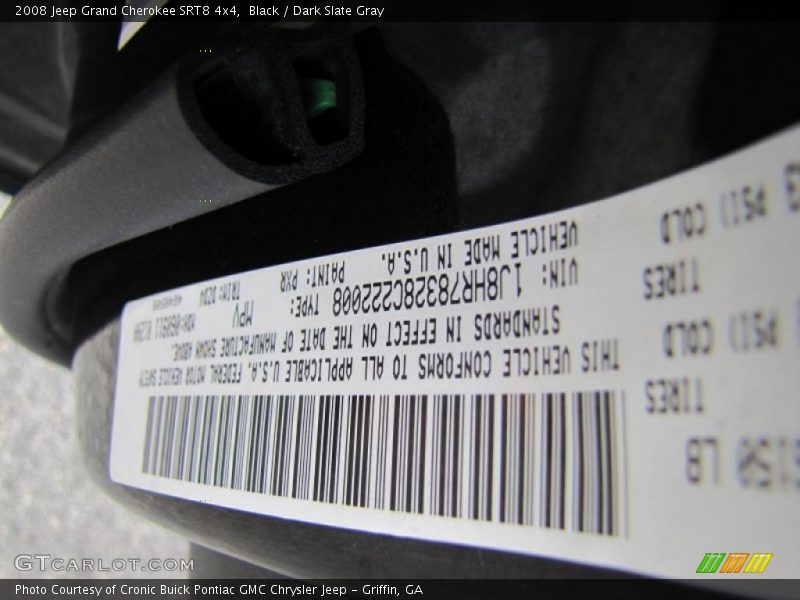 2008 Jeep Grand Cherokee SRT8 4x4, Black / Dark Slate Gray
6150 LB
TIRES
PSI) COLD
TIRES
PSI) COLD
THIS VEHICLE CONFORMS TO ALL APPLICABLE U.S.A. FEDERAL MOTOR VEHICLE SAFETY
STANDARDS IN EFFECT ON THE DATE OF MANUFACTURE SHOWN ABOVE.
VIN: 1J8HR78328C222008 TYPE: MPV
VEHICLE MADE IN U.S.A. PAINT: PXR TRIM:
GTcarlot.com
Photo Courtesy of Cronic Buick Pontiac GMC Chrysler Jeep - Griffin, GA